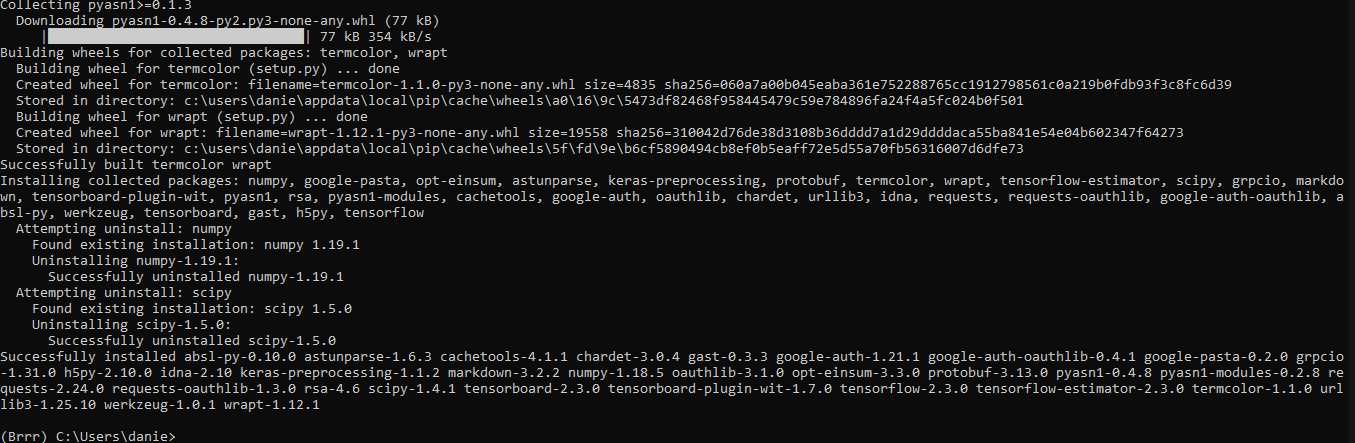 Collecting pyasn1>=0.1.3
Downloading pyasn1-0.4.8-py2.py3-none-any.whl (77 kB)
|████████████████████████████████| 77 kB 354 kB/s
Building wheels for collected packages: termcolor, wrapt
Building wheel for termcolor (setup.py) ... done
Created wheel for termcolor: filename=termcolor-1.1.0-py3-none-any.whl size=4835 sha256=060a7a00b045eaba361e752288765cc1912798561c0a219b0fdb93f3c8fc6d39
Stored in directory: c:\users\danie\appdata\local\pip\cache\wheels\a0\16\9c\5473df82468f958445479c59e784896fa24f4a5fc024b0f501
Building wheel for wrapt (setup.py) ... done
Created wheel for wrapt: filename=wrapt-1.12.1-py3-none-any.whl size=19558 sha256=310042d76de38d3108b36dddd7a1d29ddddaca55ba841e54e04b602347f64273
Stored in directory: c:\users\danie\appdata\local\pip\cache\wheels\5f\fd\9e\b6cf5890494cb8ef0b5eaff72e5d55a70fb56316007d6dfe73
Successfully built termcolor wrapt
Installing collected packages: numpy, google-pasta, opt-einsum, astunparse, keras-preprocessing, protobuf, termcolor, wrapt, tensorflow-estimator, scipy, grpcio, markdo
wn, tensorboard-plugin-wit, pyasn1, rsa, pyasn1-modules, cachetools, google-auth, oauthlib, chardet, urllib3, idna, requests, requests-oauthlib, google-auth-oauthlib, a
bsl-py, werkzeug, tensorboard, gast, h5py, tensorflow
Attempting uninstall: numpy
Found existing installation: numpy 1.19.1
Uninstalling numpy-1.19.1:
Successfully uninstalled numpy-1.19.1
Attempting uninstall: scipy
Found existing installation: scipy 1.5.0
Uninstalling scipy-1.5.0:
Successfully uninstalled scipy-1.5.0
Successfully installed absl-py-0.10.0 astunparse-1.6.3 cachetools-4.1.1 chardet-3.0.4 gast-0.3.3 google-auth-1.21.1 google-auth-oauthlib-0.4.1 google-pasta-0.2.0 grpcio
-1.31.0 h5py-2.10.0 idna-2.10 keras-preprocessing-1.1.2 markdown-3.2.2 numpy-1.18.5 oauthlib-3.1.0 opt-einsum-3.3.0 protobuf-3.13.0 pyasn1-0.4.8 pyasn1-modules-0.2.8 re
quests-2.24.0 requests-oauthlib-1.3.0 rsa-4.6 scipy-1.4.1 tensorboard-2.3.0 tensorboard-plugin-wit-1.7.0 tensorflow-2.3.0 tensorflow-estimator-2.3.0 termcolor-1.1.0 url
lib3-1.25.10 werkzeug-1.0.1 wrapt-1.12.1
(Brrr) C:\Users\danie>